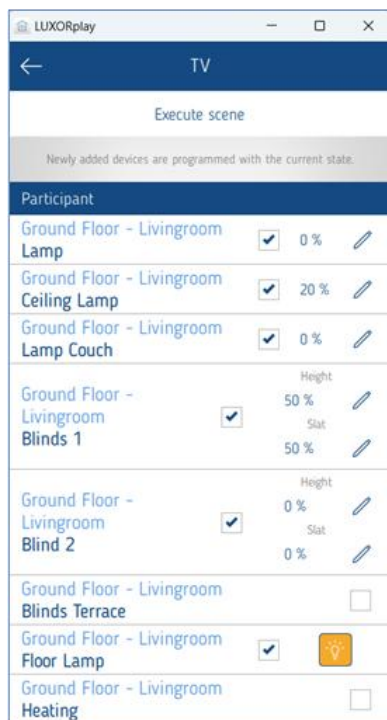 LUXORplay
TV
Execute scene
Newly added devices are programmed with the current state.
Participant
Ground Floor - Livingroom
Lamp
0 %
Ground Floor - Livingroom
Ceiling Lamp
20 %
Ground Floor - Livingroom
Lamp Couch
0 %
Ground Floor -
Livingroom
Blinds 1
Height
50 %
Slat
50 %
Ground Floor -
Livingroom
Blind 2
Height
0 %
Slat
0 %
Ground Floor - Livingroom
Blinds Terrace
Ground Floor - Livingroom
Floor Lamp
Ground Floor - Livingroom
Heating